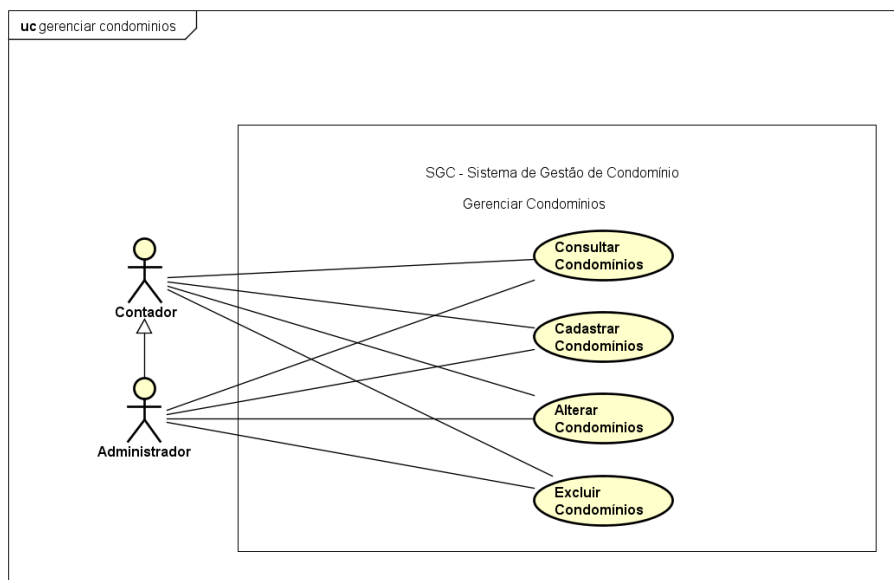 uc gerenciar condominios
SGC - Sistema de Gestão de Condomínio
Gerenciar Condomínios
Consultar
Condomínios
Contador
Cadastrar
Condomínios
Alterar
Condomínios
Administrador
Excluir
Condomínios